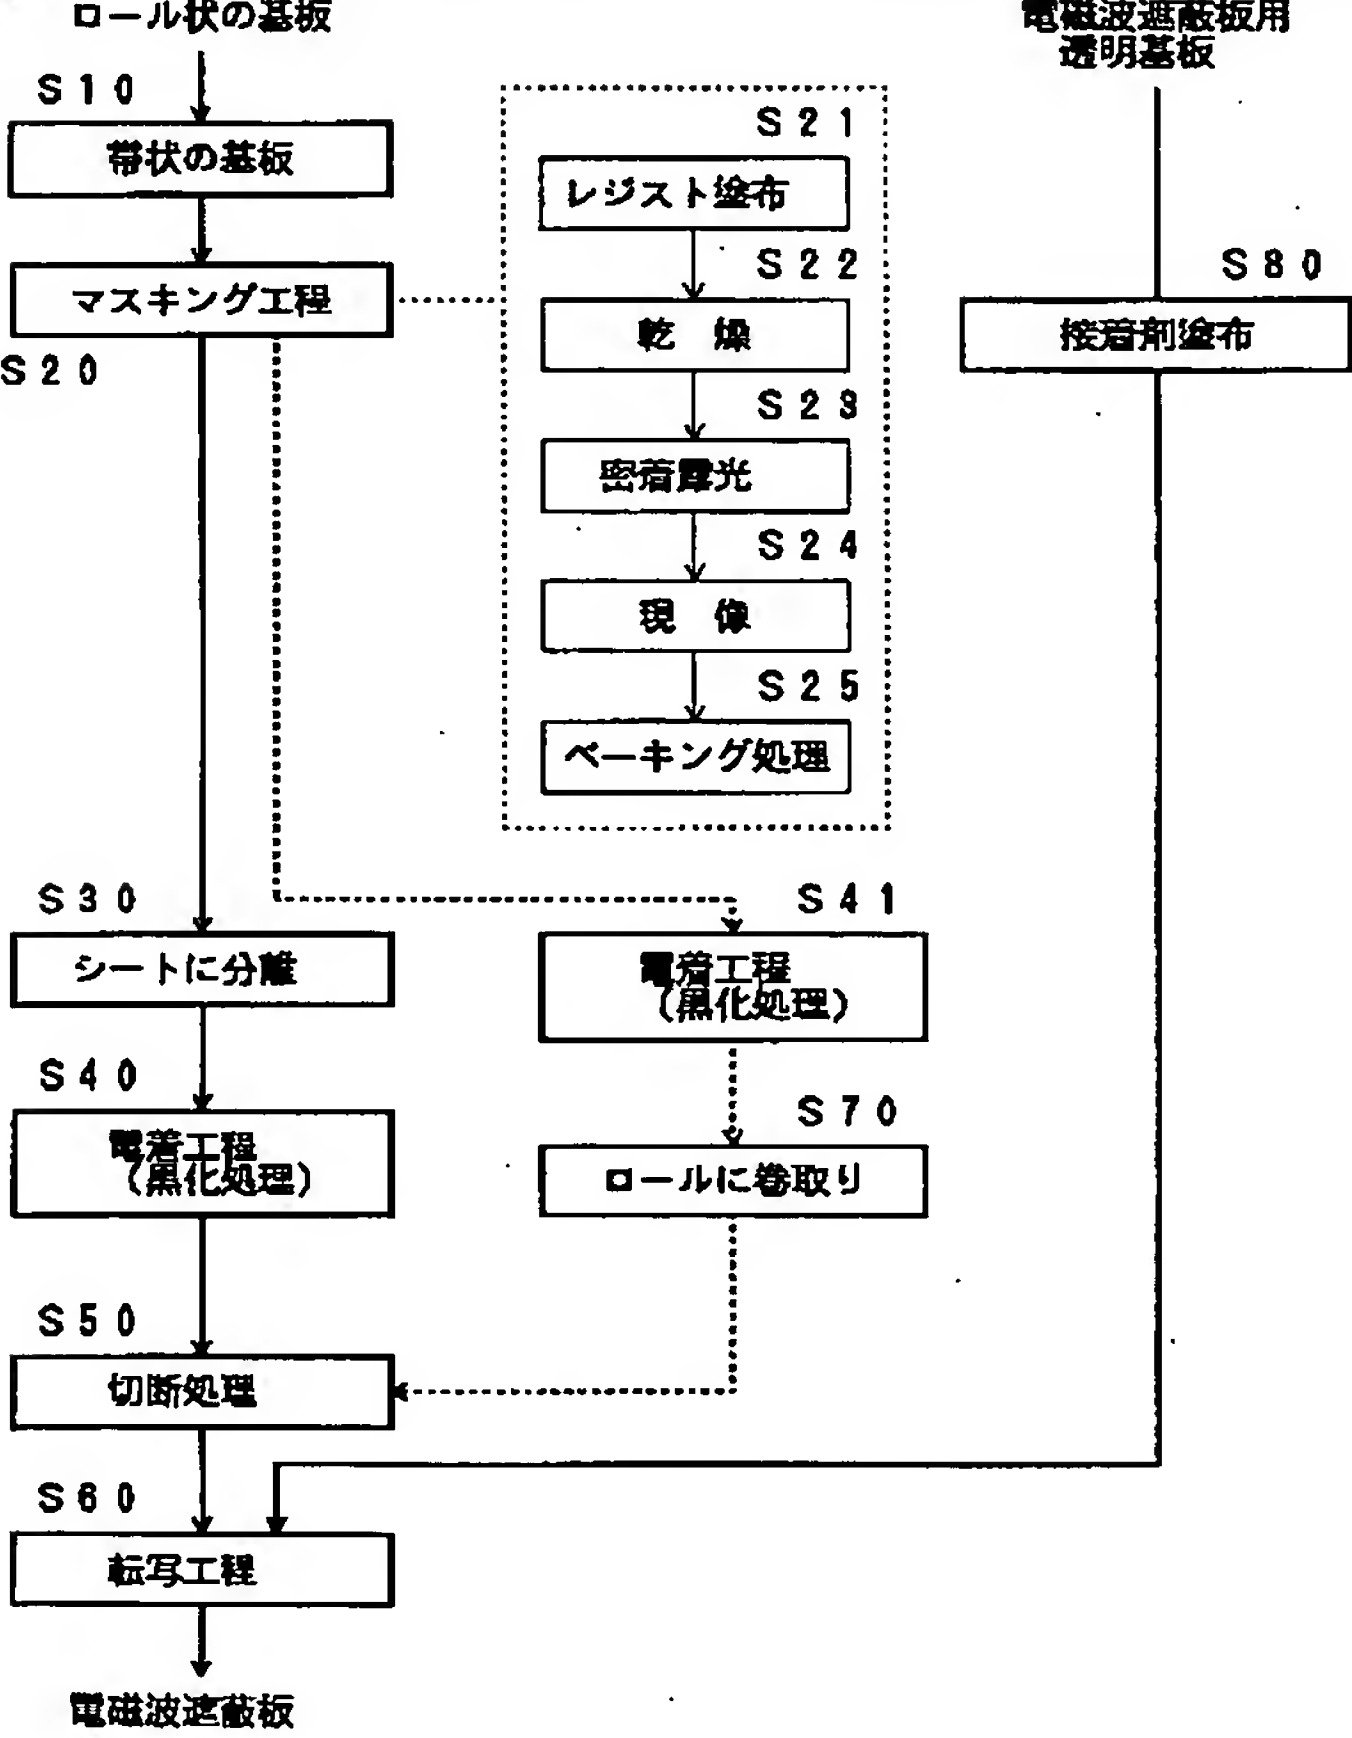 ロール状の基板
S10
帯状の基板
マスキング工程
S20
S21
レジスト塗布
S22
乾 燥
S23
密着露光
S24
現 像
S25
ベーキング処理
電磁波遮蔽板用
透明基板
S80
接着剤塗布
S30
シートに分離
S40
電着工程
(黒化処理)
S41
電着工程
(黒化処理)
S70
ロールに巻取り
S50
切断処理
S60
転写工程
電磁波遮蔽板